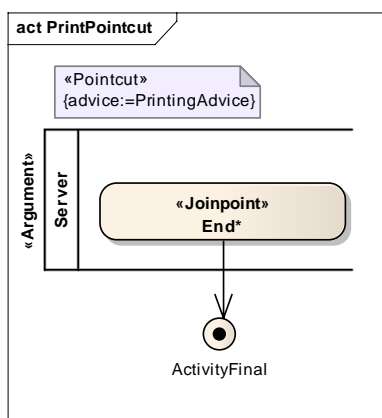 act PrintPointcut
«Pointcut»
{advice:=PrintingAdvice}
«Argument»
Server
«Joinpoint»
End*
ActivityFinal